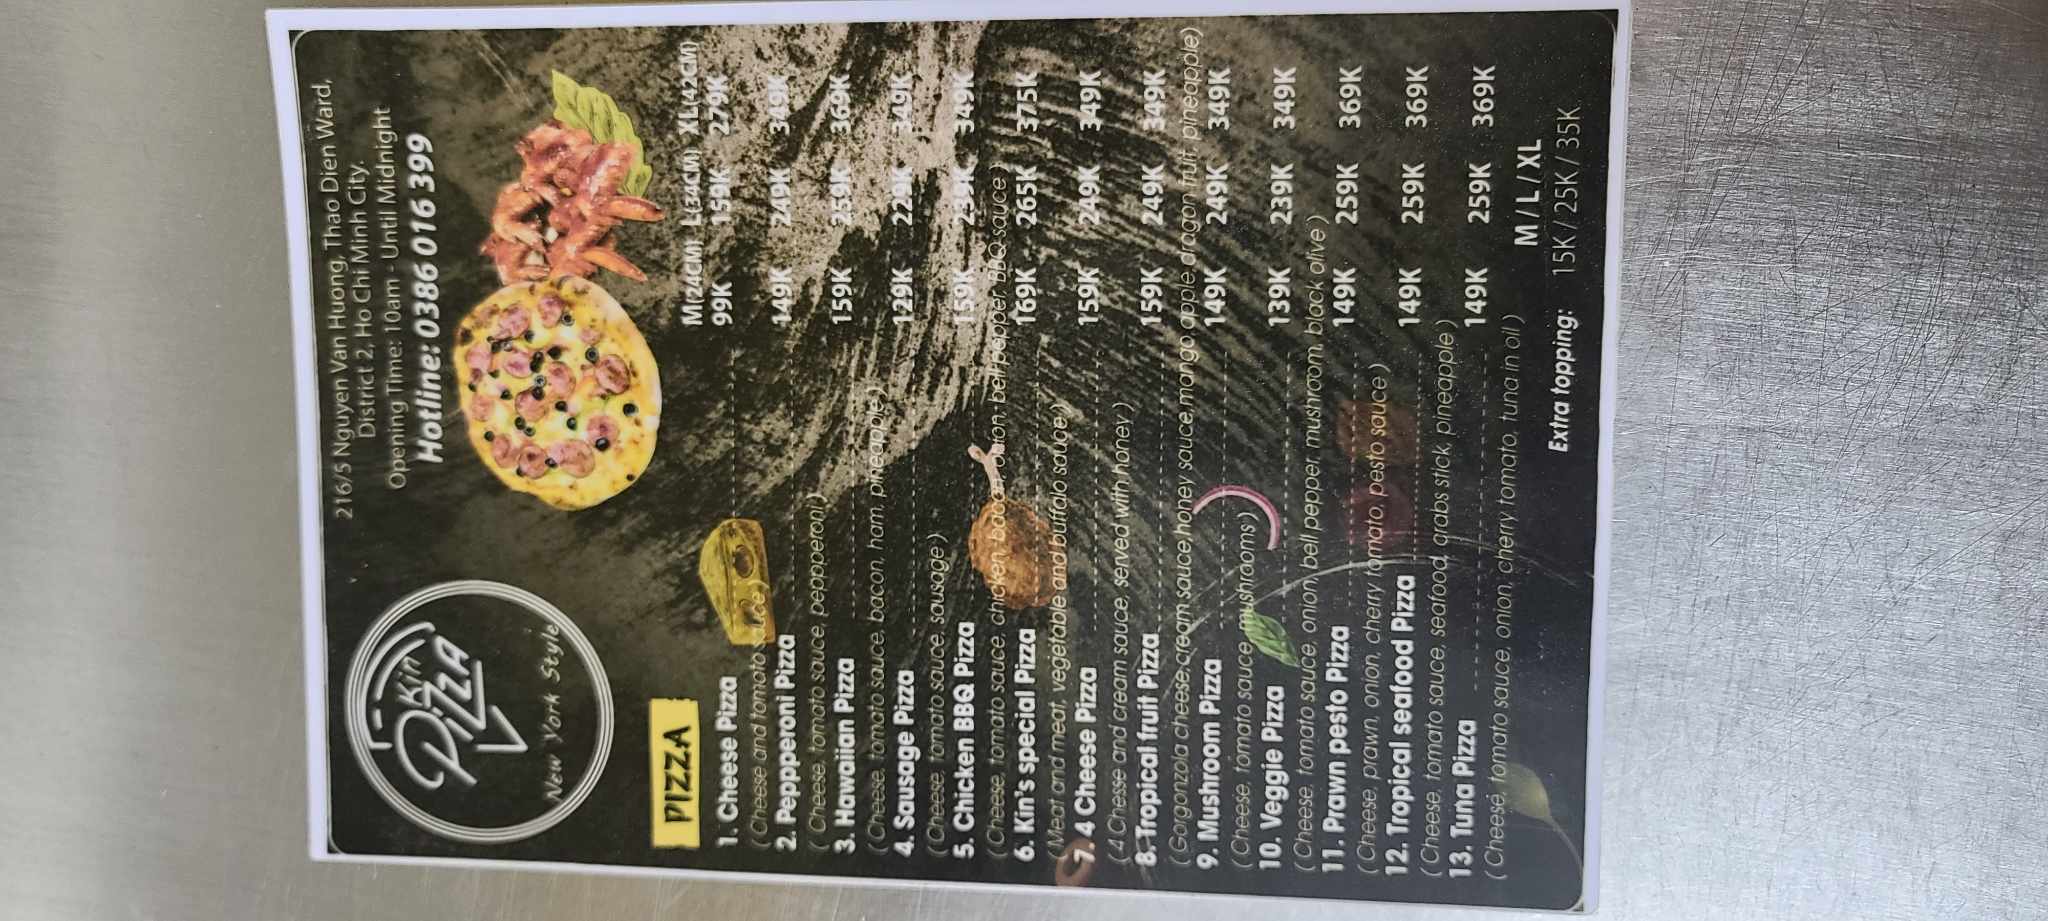 Kin
PIZZA
New York Style
216/5 Nguyen Van Huong, Thao Dien Ward,
District 2, Ho Chi Minh City.
Opening Time: 10am - Until Midnight
Hotline: 0386 016 399
PIZZA
M(24CM) L(34CM) XL(42CM)
1. Cheese Pizza 99K 159K 279K
( Cheese and tomato sauce )
2. Peppperoni Pizza 149K 249K 349K
( Cheese, tomato sauce, peppperoni )
3. Hawaiian Pizza 159K 259K 369K
( Cheese, tomato sauce, bacon, ham, pineapple )
4. Sausage Pizza 129K 229K 349K
( Cheese, tomato sauce, sausage )
5. Chicken BBQ Pizza 159K 239K 349K
( Cheese, tomato sauce, chicken, bacon, onion, bell pepper, BBQ sauce )
6. Kin's special Pizza 169K 265K 375K
( Meat and meat, vegetable and buffalo sauce )
7. 4 Cheese Pizza 159K 249K 349K
( 4 Chesse and cream sauce, served with honey )
8. Tropical fruit Pizza 159K 249K 349K
( Gorgonzola cheese, cream sauce, honey sauce, mango, apple, dragon fruit, pineapple)
9. Mushroom Pizza 149K 249K 349K
( Cheese, tomato sauce, mushrooms )
10. Veggie Pizza 139K 239K 349K
( Cheese, tomato sauce, onion, bell pepper, mushroom, black olive )
11. Prawn pesto Pizza 149K 259K 369K
( Cheese, prawn, onion, cherry tomato, pesto sauce )
12. Tropical seafood Pizza 149K 259K 369K
( Cheese, tomato sauce, seafood, crabs stick, pineapple )
13. Tuna Pizza 149K 259K 369K
( Cheese, tomato sauce, onion, cherry tomato, tuna in oil )
M / L / XL
Extra topping: 15K / 25K / 35K